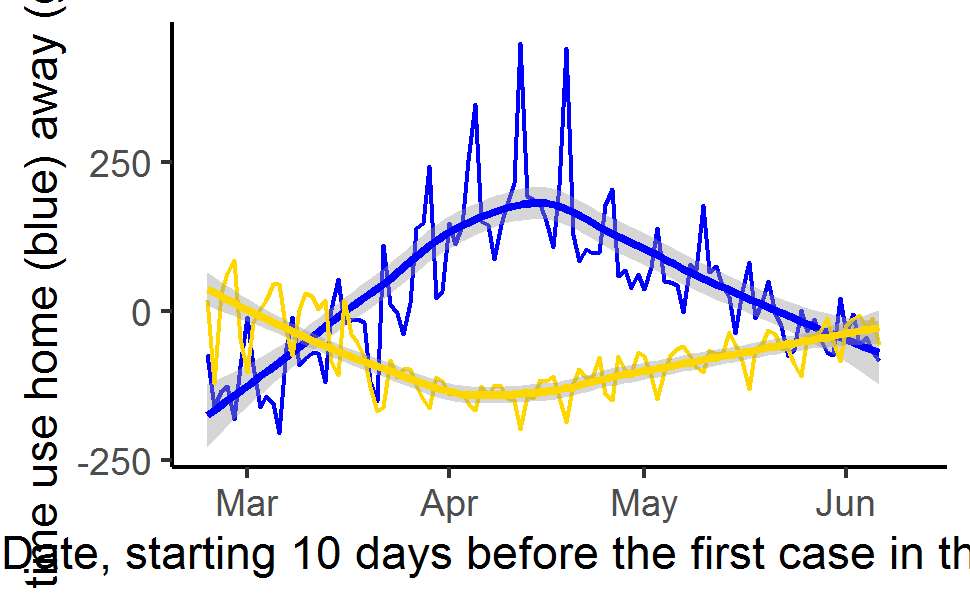 time use home (blue) away (
250
0
-250
Mar Apr May Jun
Date, starting 10 days before the first case in th